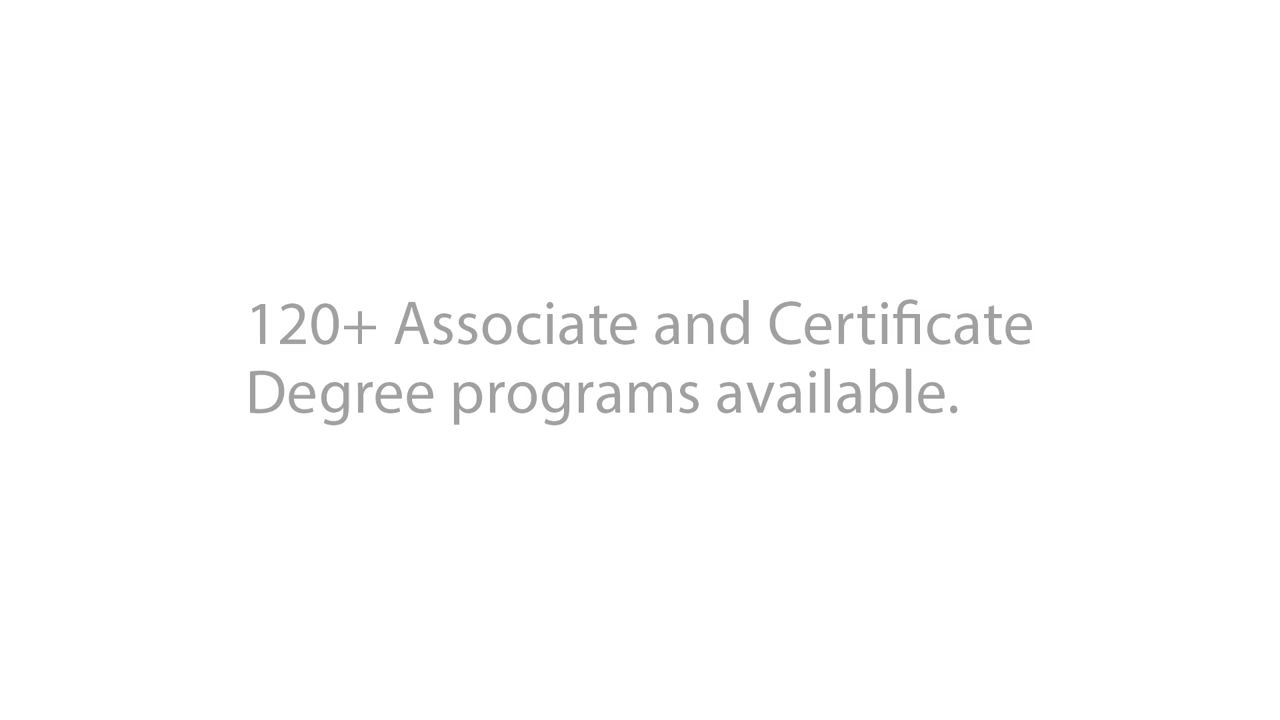 120+ Associate and Certificate
Degree programs available.